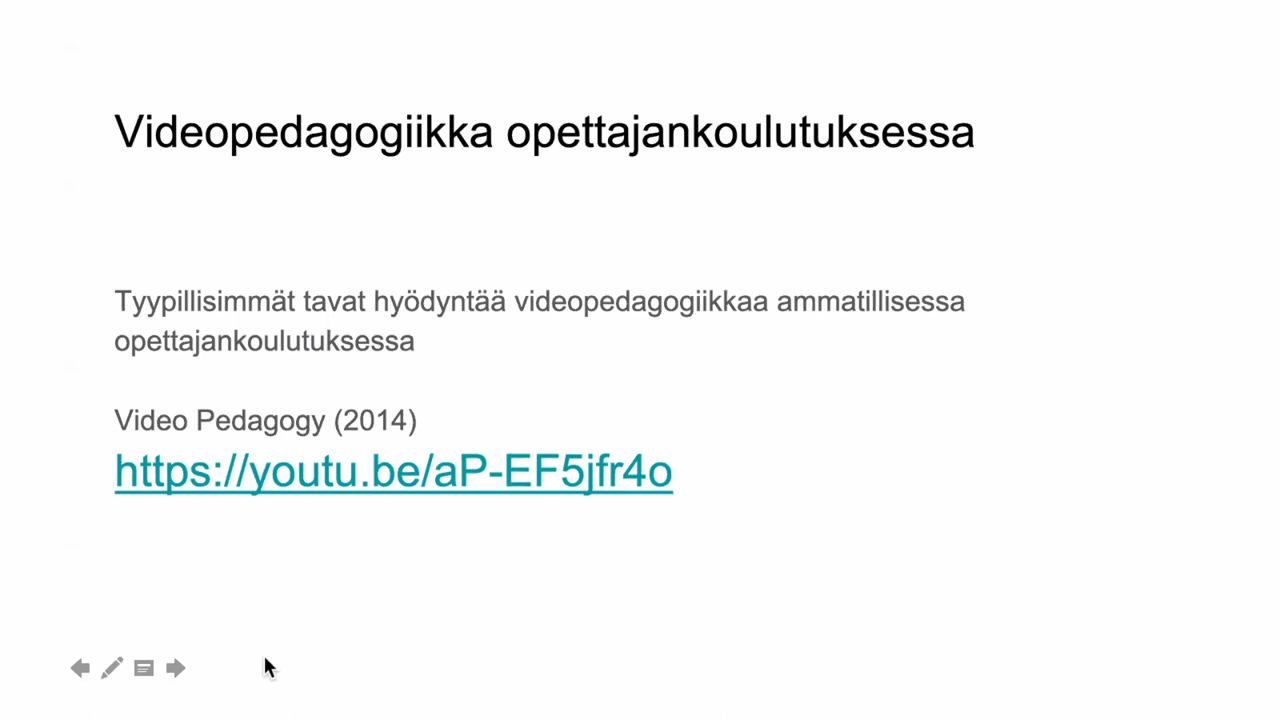 Videopedagogiikka opettajankoulutuksessa
Tyypillisimmät tavat hyödyntää videopedagogiikkaa ammatillisessa
opettajankoulutuksessa
Video Pedagogy (2014)
https://youtu.be/aP-EF5jfr4o